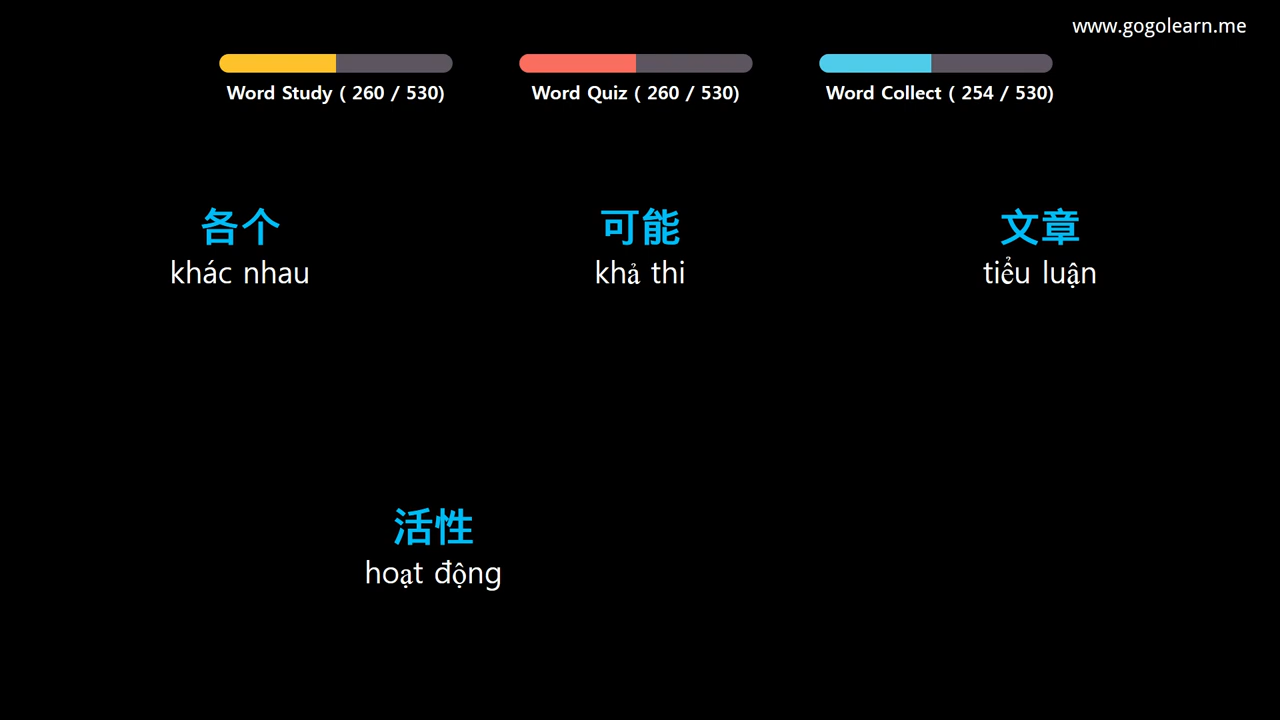 www.gogolearn.me
Word Study ( 260 / 530)
Word Quiz ( 260 / 530)
Word Collect ( 254 / 530)
各个
khác nhau
可能
khả thi
文章
tiểu luận
活性
hoạt động